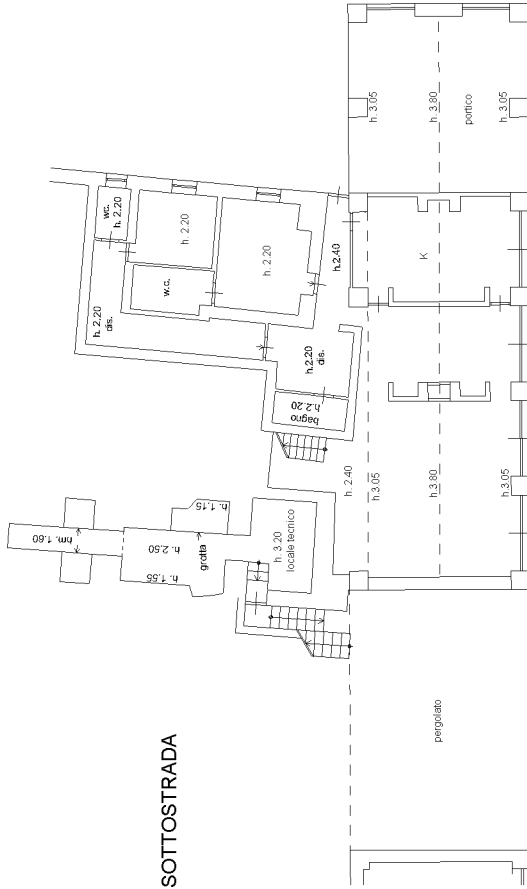 SOTTOSTRADA
hm. 1.60
h. 1.55
h. 2.50
grotta
h. 1.15
h. 3.20
locale tecnico
h. 2.20
dis.
wc.
h. 2.20
w.c.
h. 2.20
h. 2.20
h.2.20
dis.
bagno
h.2.20
h.2.40
h. 2.40
h.3.05
h.3.80
h.3.05
K
h. 3.05
h. 3.80
portico
h. 3.05
pergolato